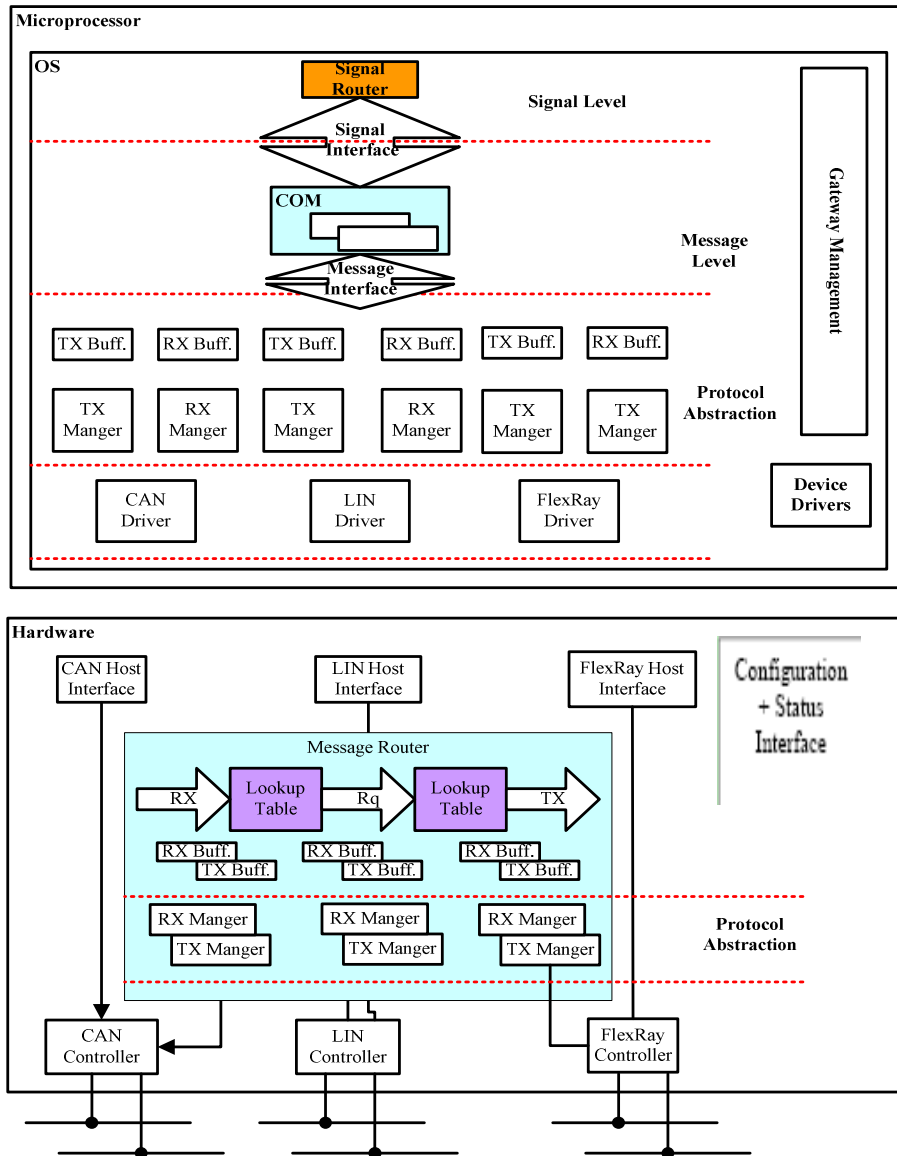 Microprocessor
OS
Signal
Router
Signal Level
Signal
Interface
COM
Message
Level
Message
Interface
Gateway Management
TX Buff.
RX Buff.
TX Buff.
RX Buff.
TX Buff.
RX Buff.
TX
Manger
RX
Manger
TX
Manger
RX
Manger
TX
Manger
TX
Manger
Protocol
Abstraction
CAN
Driver
LIN
Driver
FlexRay
Driver
Device
Drivers
Hardware
CAN Host
Interface
LIN Host
Interface
FlexRay Host
Interface
Configuration
+ Status
Interface
Message Router
RX
Lookup
Table
Rq
Lookup
Table
TX
RX Buff.
TX Buff.
RX Buff.
TX Buff.
RX Buff.
TX Buff.
RX Manger
TX Manger
RX Manger
TX Manger
RX Manger
TX Manger
Protocol
Abstraction
CAN
Controller
LIN
Controller
FlexRay
Controller